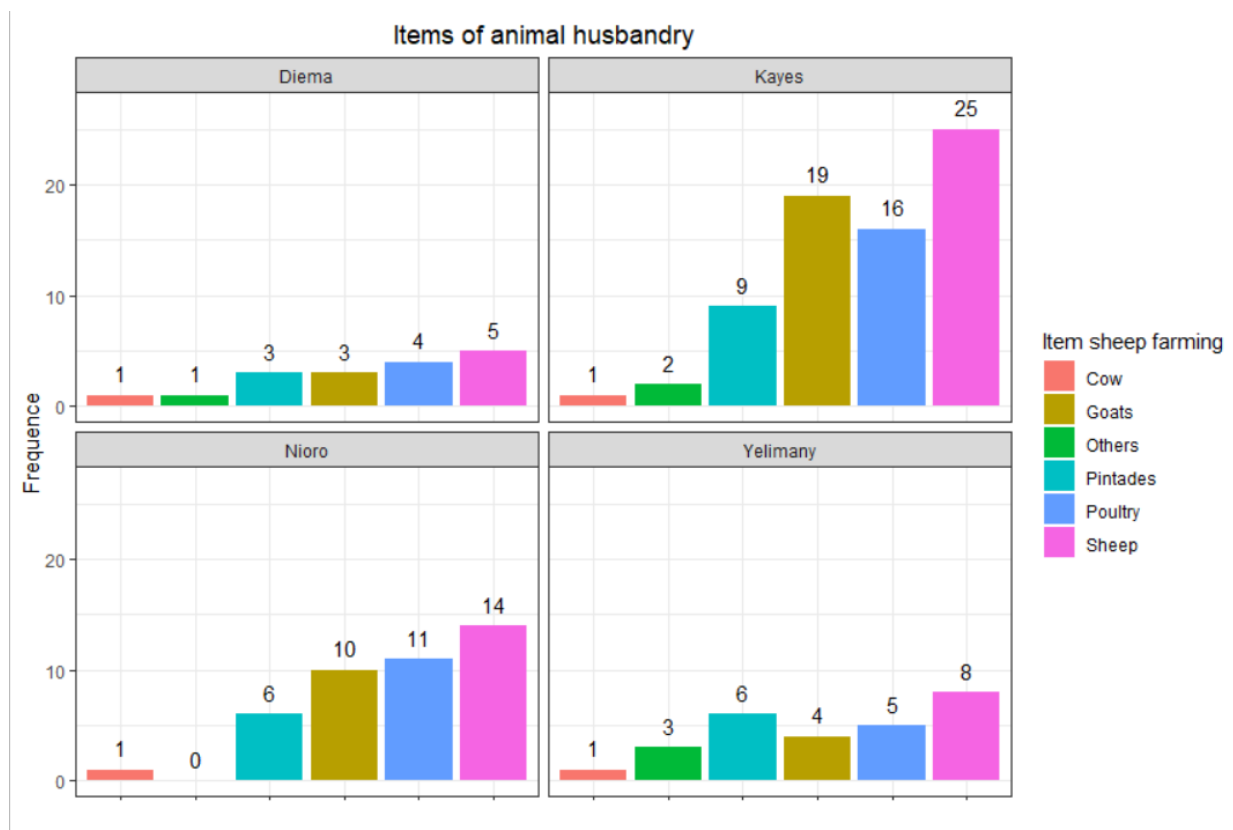 Items of animal husbandry
Diema
Kayes
25
20
19
16
10
9
5
4
3
3
2
1
1
1
0
Frequence
Nioro
Yelimany
20
14
10
11
10
8
6
6
5
4
3
1
0
1
0
Item sheep farming
Cow
Goats
Others
Pintades
Poultry
Sheep